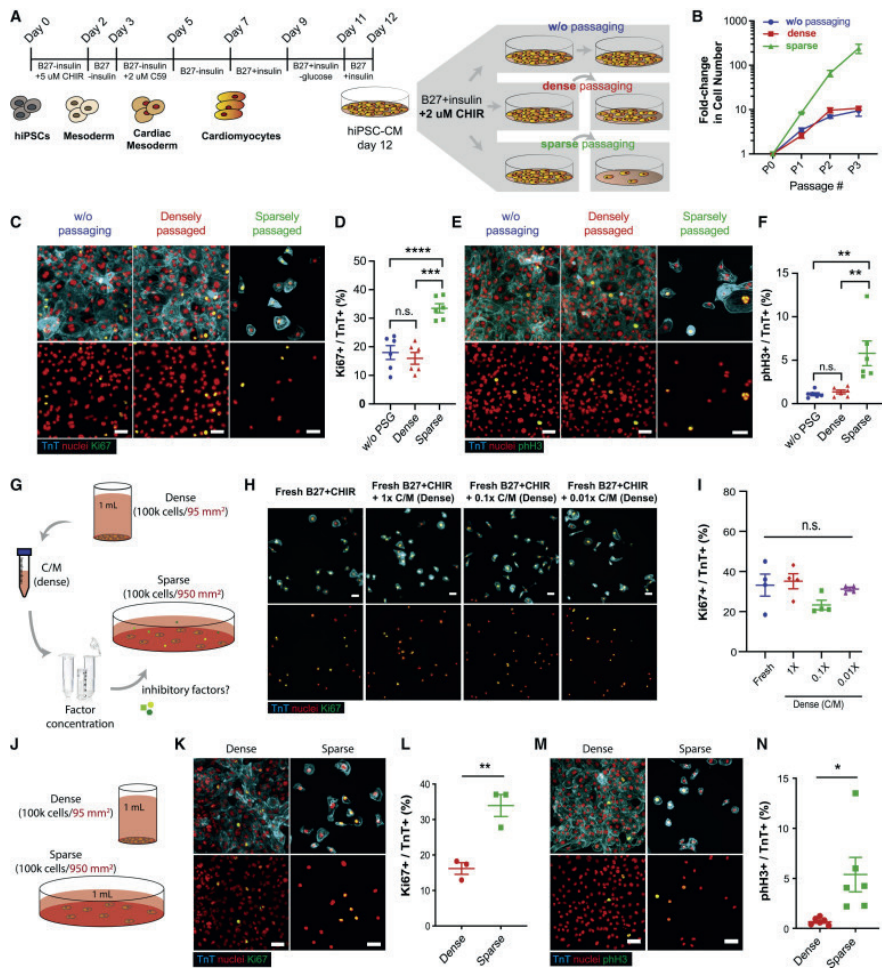 A
Day 0
Day 2
Day 3
Day 5
Day 7
Day 9
Day 11
Day 12
B27-insulin
+5 uM CHIR
B27
-insulin
B27-insulin
+2 uM C59
B27-insulin
B27+insulin
B27+insulin
-glucose
B27
+insulin
hiPSCs
Mesoderm
Cardiac
Mesoderm
Cardiomyocytes
hiPSC-CM
day 12
B27+insulin
+2 uM CHIR
w/o passaging
dense passaging
sparse passaging
B
Fold-change
in Cell Number
1000
100
10
1
w/o passaging
dense
sparse
P0
P1
P2
P3
Passage #
C
w/o
passaging
Densely
passaged
Sparsely
passaged
TnT nuclei Ki67
D
Ki67+ / TnT+ (%)
50
40
30
20
10
0
****
***
n.s.
w/o PSG
Dense
Sparse
E
w/o
passaging
Densely
passaged
Sparsely
passaged
TnT nuclei phH3
F
phH3+ / TnT+ (%)
15
10
5
0
**
**
n.s.
w/o PSG
Dense
Sparse
G
1 mL
Dense
(100k cells/95 mm²)
C/M
(dense)
Sparse
(100k cells/950 mm²)
Factor
concentration
inhibitory factors?
H
Fresh B27+CHIR
Fresh B27+CHIR
+ 1x C/M (Dense)
Fresh B27+CHIR
+ 0.1x C/M (Dense)
Fresh B27+CHIR
+ 0.01x C/M (Dense)
TnT nuclei Ki67
I
Ki67+ / TnT+ (%)
80
60
40
20
0
n.s.
Fresh
1X
0.1X
0.01X
Dense (C/M)
J
Dense
(100k cells/95 mm²)
1 mL
Sparse
(100k cells/950 mm²)
1 mL
K
Dense
Sparse
TnT nuclei Ki67
L
Ki67+ / TnT+ (%)
40
30
20
10
0
**
Dense
Sparse
M
Dense
Sparse
TnT nuclei phH3
N
phH3+ / TnT+ (%)
15
10
5
0
*
Dense
Sparse